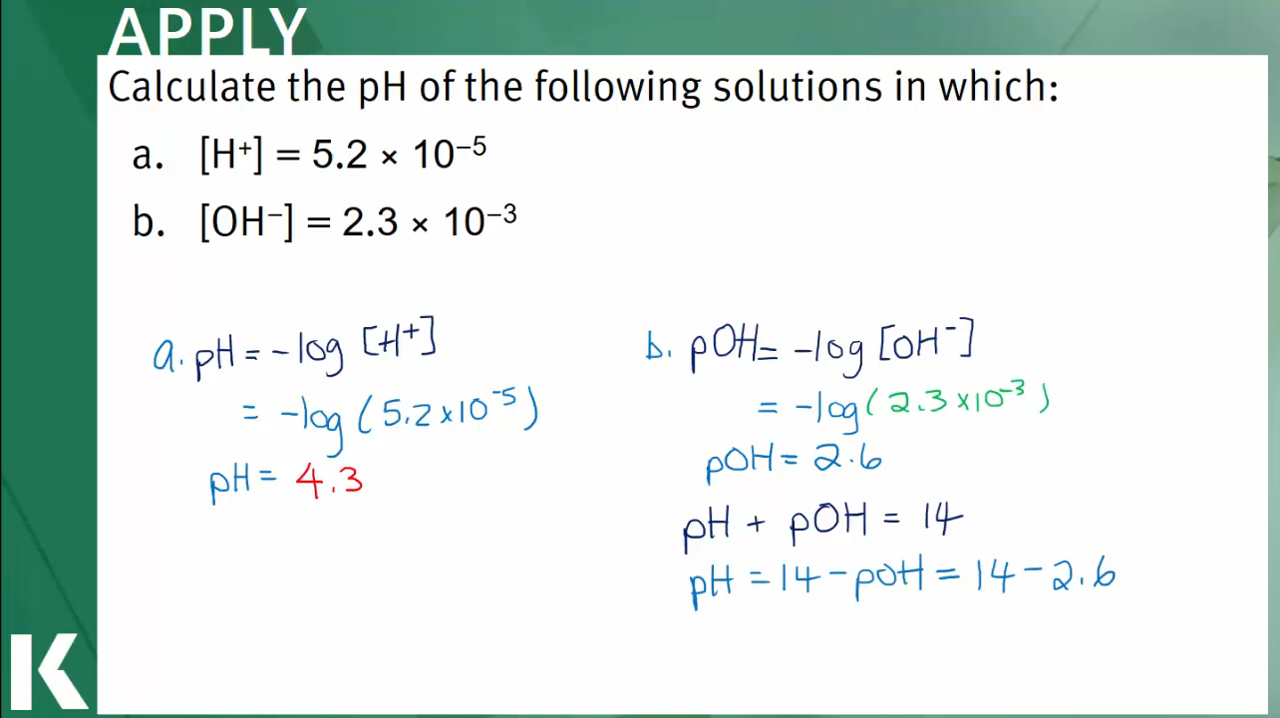 APPLY
Calculate the pH of the following solutions in which:
a. [H⁺] = 5.2 × 10⁻⁵
b. [OH⁻] = 2.3 × 10⁻³
a. pH = -log [H⁺]
= -log (5.2 × 10⁻⁵)
pH = 4.3
b. pOH = -log [OH⁻]
= -log (2.3 × 10⁻³)
pOH = 2.6
pH + pOH = 14
pH = 14 - pOH = 14 - 2.6
K